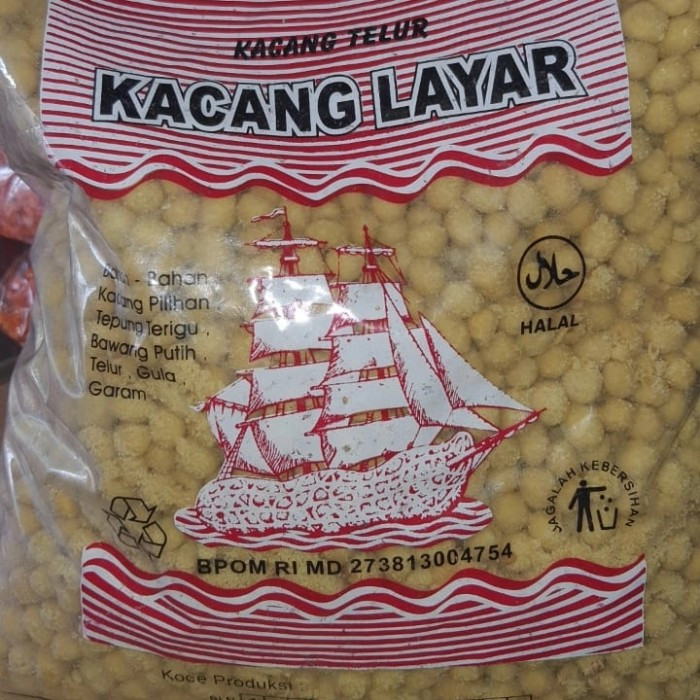 KACANG TELUR
KACANG LAYAR
Bahan - Bahan
Kacang Pilihan
Tepung Terigu ,
Bawang Putih ,
Telur , Gula ,
Garam
حلال
HALAL
JAGALAH KEBERSIHAN
BPOM RI MD 273813004754
Kode Produksi :